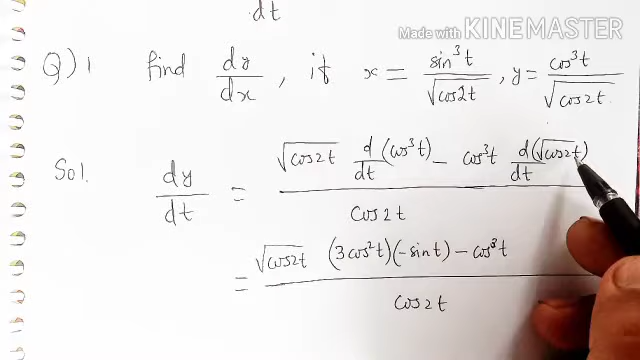 dt
Made with KINEMASTER
Q) 1 find dy/dx, if x = sin³t/√cos2t, y = cos³t/√cos2t
Sol. dy/dt = (√cos2t d/dt (cos³t) − cos³t d/dt (√cos2t))/cos2t
= (√cos2t (3cos²t)(−sint) − cos³t)/cos2t